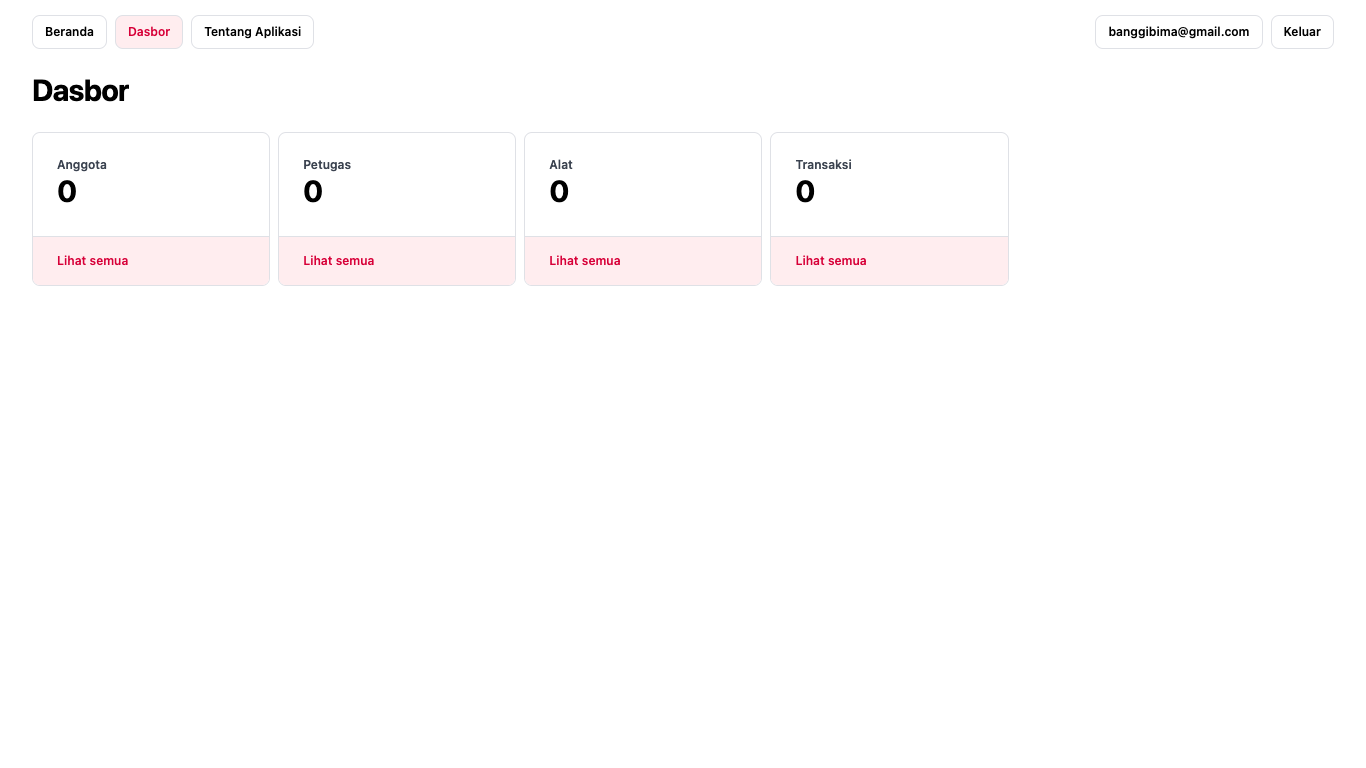 Beranda
Dasbor
Tentang Aplikasi
banggibima@gmail.com
Keluar
Dasbor
Anggota
0
Lihat semua
Petugas
0
Lihat semua
Alat
0
Lihat semua
Transaksi
0
Lihat semua